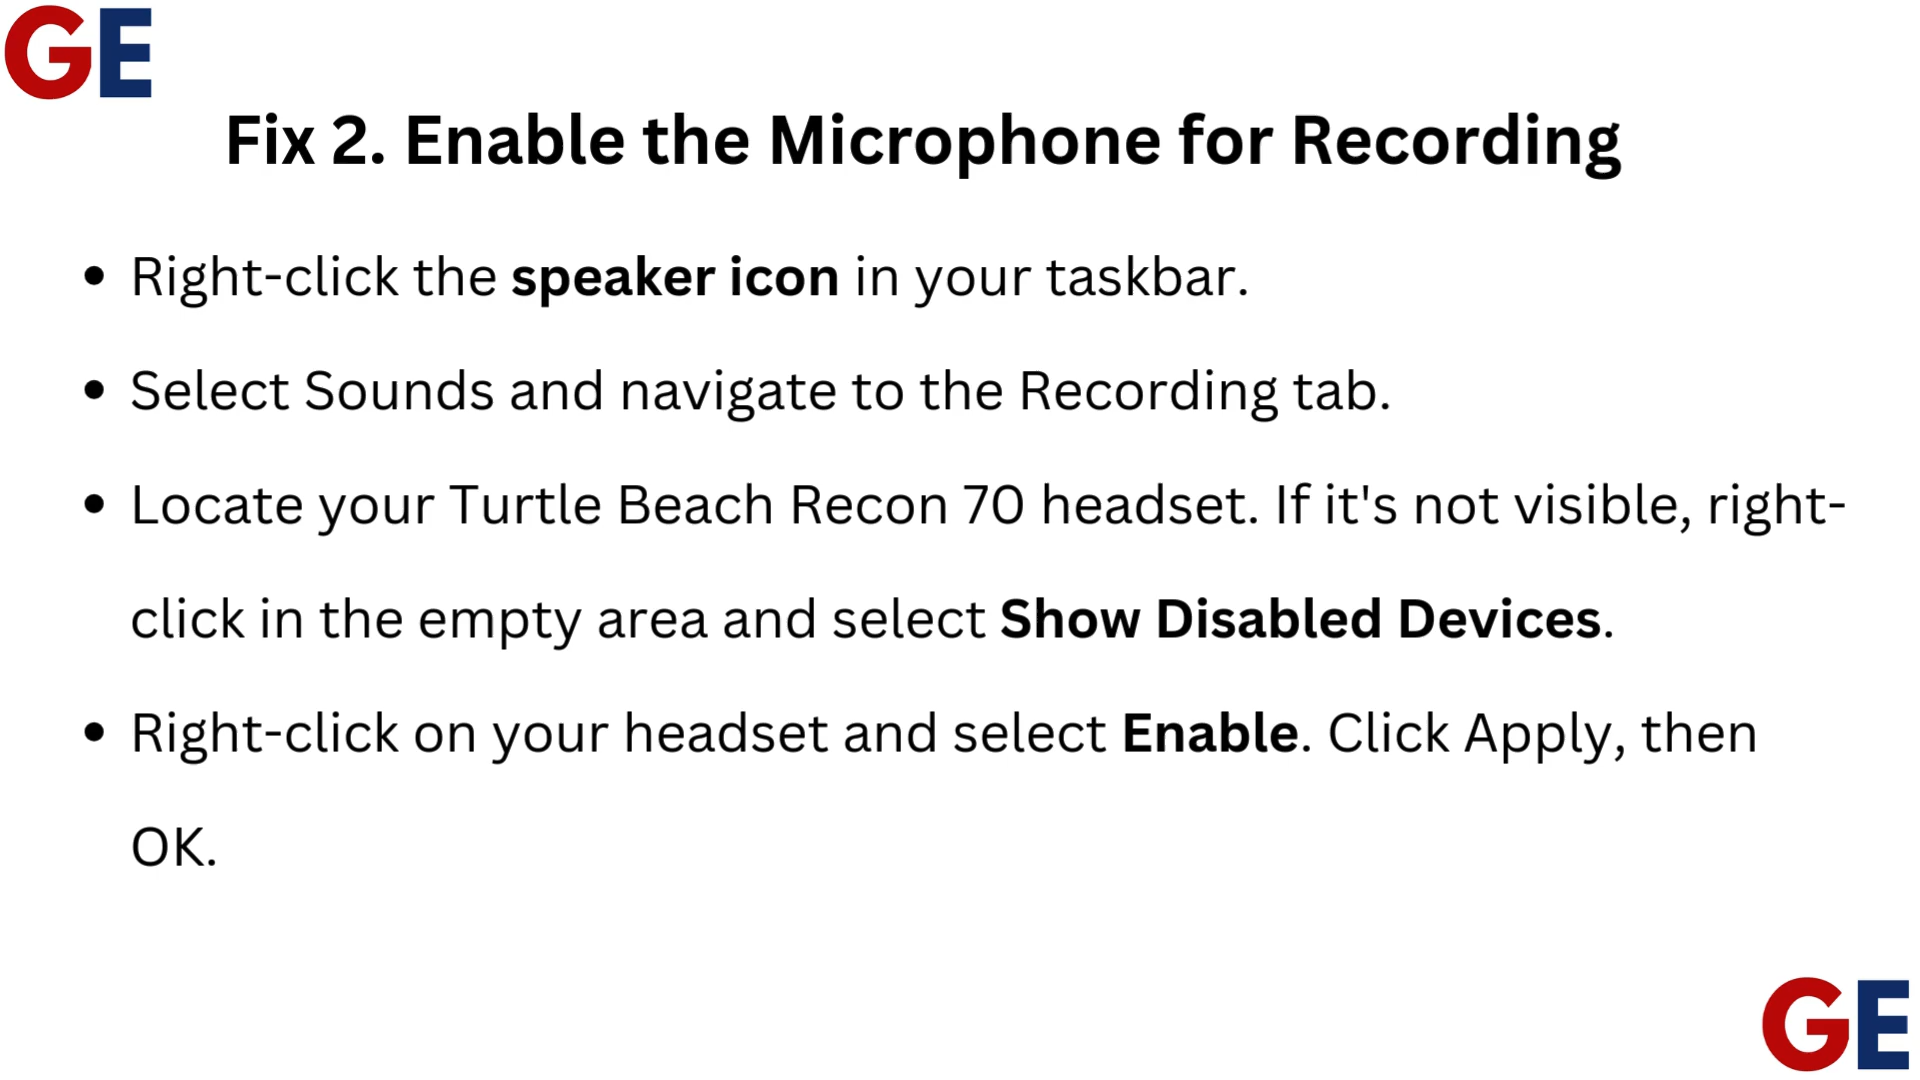 GE
Fix 2. Enable the Microphone for Recording
• Right-click the speaker icon in your taskbar.
• Select Sounds and navigate to the Recording tab.
• Locate your Turtle Beach Recon 70 headset. If it's not visible, right-
click in the empty area and select Show Disabled Devices.
• Right-click on your headset and select Enable. Click Apply, then
OK.
GE